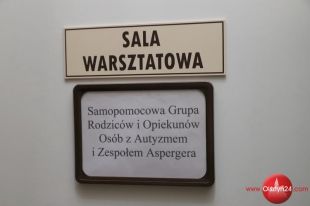 SALA
WARSZTATOWA
Samopomocowa Grupa
Rodziców i Opiekunów
Osób z Autyzmem
i Zespołem Aspergera
www.Olsztyn24.com